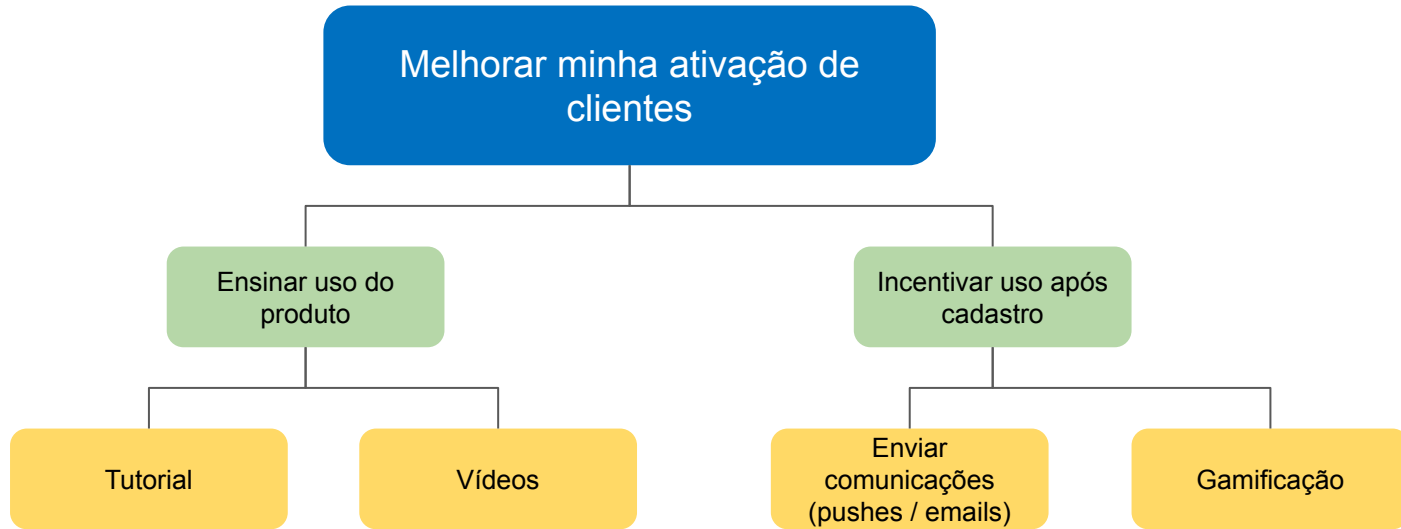 Melhorar minha ativação de
clientes
Ensinar uso do
produto
Incentivar uso após
cadastro
Tutorial
Vídeos
Enviar
comunicações
(pushes / emails)
Gamificação